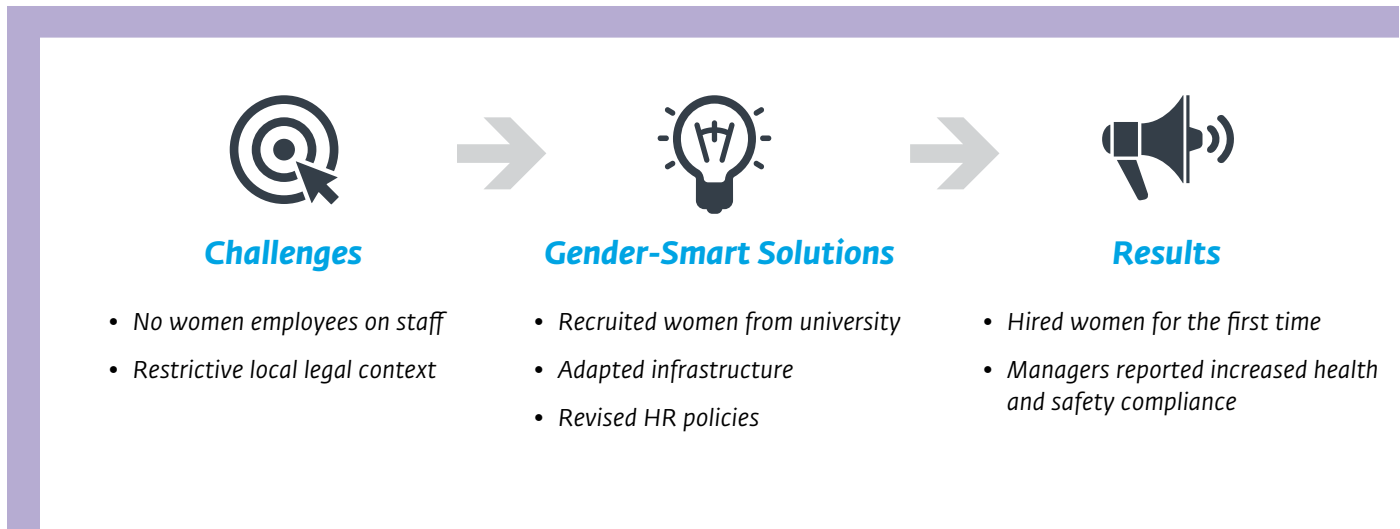 Challenges
• No women employees on staff
• Restrictive local legal context
Gender-Smart Solutions
• Recruited women from university
• Adapted infrastructure
• Revised HR policies
Results
• Hired women for the first time
• Managers reported increased health
and safety compliance